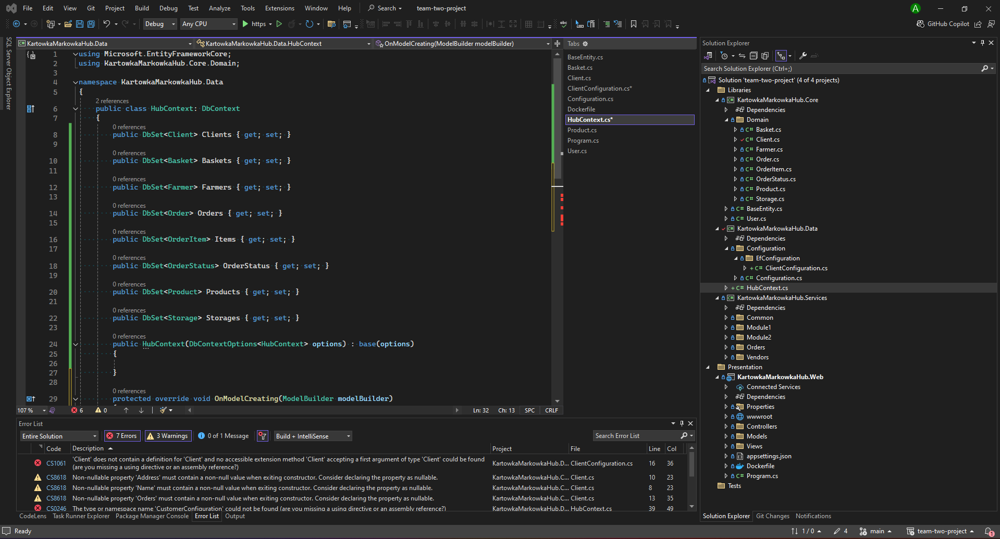 File Edit View Git Project Build Debug Test Analyze Tools Extensions Window Help Search team-two-project A
Debug Any CPU https GitHub Copilot
SQL Server Object Explorer
KartowkaMarkowkaHub.Data KartowkaMarkowkaHub.Data.HubContext OnModelCreating(ModelBuilder modelBuilder)
1 using Microsoft.EntityFrameworkCore;
2 using KartowkaMarkowkaHub.Core.Domain;
3
4 namespace KartowkaMarkowkaHub.Data
5 {
2 references
6 public class HubContext: DbContext
7 {
0 references
8 public DbSet<Client> Clients { get; set; }
9
0 references
10 public DbSet<Basket> Baskets { get; set; }
11
0 references
12 public DbSet<Farmer> Farmers { get; set; }
13
0 references
14 public DbSet<Order> Orders { get; set; }
15
0 references
16 public DbSet<OrderItem> Items { get; set; }
17
0 references
18 public DbSet<OrderStatus> OrderStatus { get; set; }
19
0 references
20 public DbSet<Product> Products { get; set; }
21
0 references
22 public DbSet<Storage> Storages { get; set; }
23
0 references
24 public HubContext(DbContextOptions<HubContext> options) : base(options)
25 {
26
27 }
28
0 references
29 protected override void OnModelCreating(ModelBuilder modelBuilder)
107 % 6 0 Ln: 32 Ch: 13 SPC CRLF
Tabs
BaseEntity.cs
Basket.cs
Client.cs
ClientConfiguration.cs*
Configuration.cs
Dockerfile
HubContext.cs*
Product.cs
Program.cs
User.cs
Error List
Entire Solution 7 Errors 3 Warnings 0 of 1 Message Build + IntelliSense Search Error List
Code Description Project File Line Col
CS1061 'Client' does not contain a definition for 'Client' and no accessible extension method 'Client' accepting a first argument of type 'Client' could be found KartowkaMarkowkaHub.D... ClientConfiguration.cs 16 36
(are you missing a using directive or an assembly reference?)
CS8618 Non-nullable property 'Address' must contain a non-null value when exiting constructor. Consider declaring the property as nullable. KartowkaMarkowkaHub.C... Client.cs 10 23
CS8618 Non-nullable property 'Name' must contain a non-null value when exiting constructor. Consider declaring the property as nullable. KartowkaMarkowkaHub.C... Client.cs 8 23
CS8618 Non-nullable property 'Orders' must contain a non-null value when exiting constructor. Consider declaring the property as nullable. KartowkaMarkowkaHub.C... Client.cs 13 35
CS0246 The type or namespace name 'CustomerConfiguration' could not be found (are you missing a using directive or an assembly reference?) KartowkaMarkowkaHub.D... HubContext.cs 39 49
CodeLens Task Runner Explorer Package Manager Console Error List Output
Solution Explorer
Search Solution Explorer (Ctrl+;)
Solution 'team-two-project' (4 of 4 projects)
Libraries
KartowkaMarkowkaHub.Core
Dependencies
Domain
C# Basket.cs
C# Client.cs
C# Farmer.cs
C# Order.cs
C# OrderItem.cs
C# OrderStatus.cs
C# Product.cs
C# Storage.cs
C# BaseEntity.cs
C# User.cs
KartowkaMarkowkaHub.Data
Dependencies
Configuration
EfConfiguration
C# ClientConfiguration.cs
C# Configuration.cs
C# HubContext.cs
KartowkaMarkowkaHub.Services
Dependencies
Common
Module1
Module2
Orders
Vendors
Presentation
KartowkaMarkowkaHub.Web
Connected Services
Dependencies
Properties
wwwroot
Controllers
Models
Views
appsettings.json
Dockerfile
C# Program.cs
Tests
Solution Explorer Git Changes Notifications
Ready 1 / 0 4 main team-two-project 1